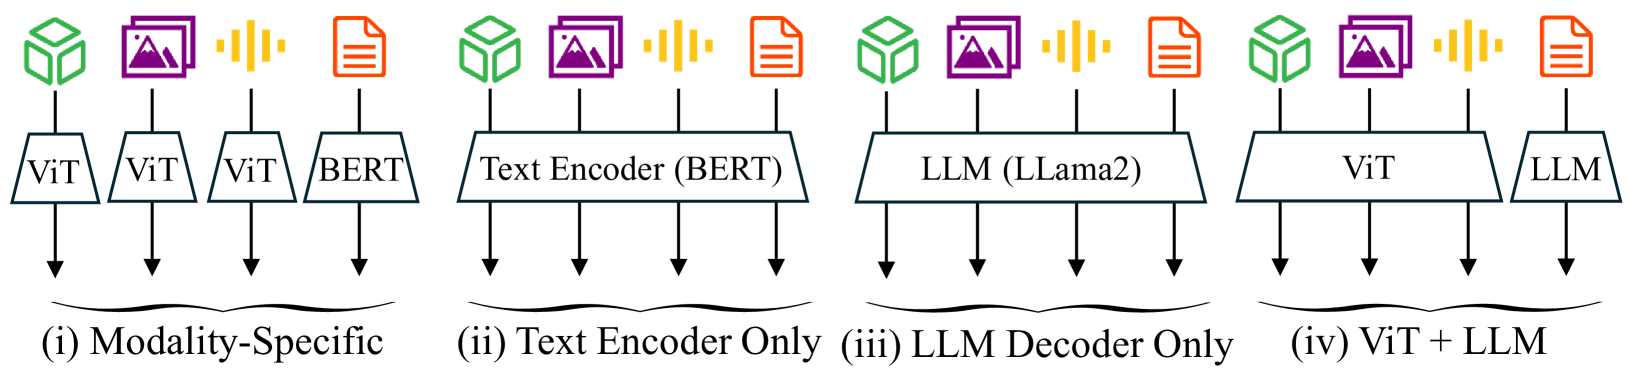 ViT ViT ViT BERT Text Encoder (BERT) LLM (LLama2) ViT LLM
(i) Modality-Specific (ii) Text Encoder Only (iii) LLM Decoder Only (iv) ViT + LLM